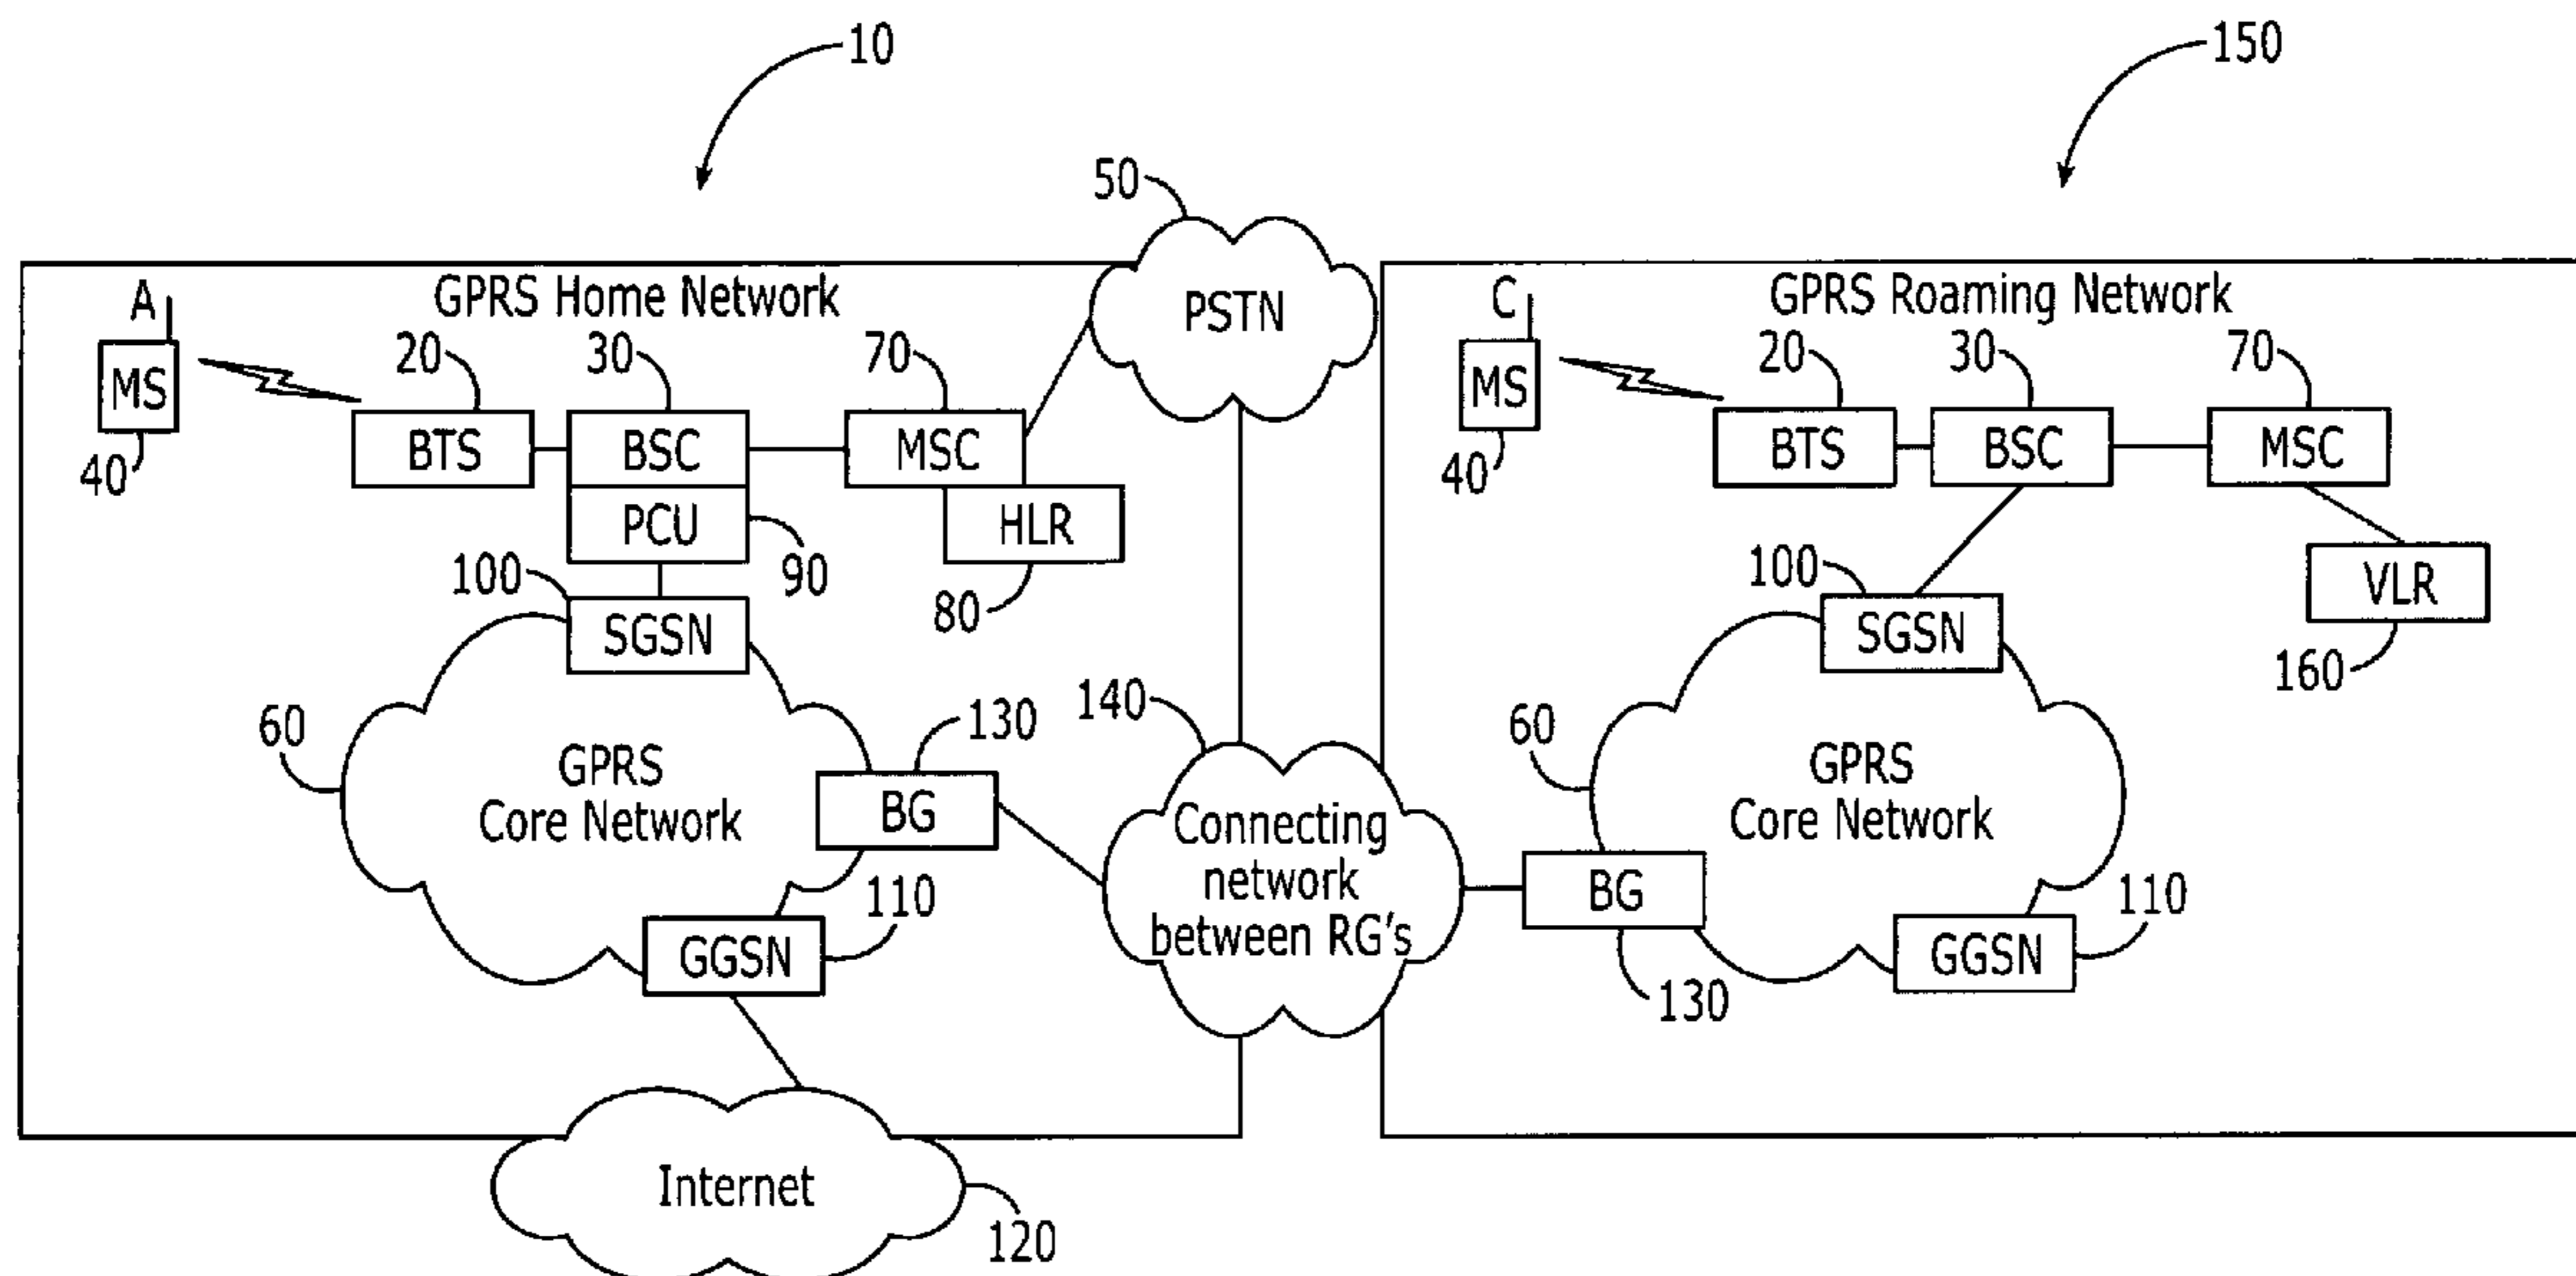 10
150
50
PSTN
A
GPRS Home Network
MS
40
20
30
70
BTS
BSC
MSC
PCU
HLR
90
80
100
SGSN
60
GPRS
Core Network
130
BG
110
GGSN
Internet
120
140
Connecting
network
between RG's
C
GPRS Roaming Network
MS
40
20
30
70
BTS
BSC
MSC
VLR
160
100
SGSN
60
GPRS
Core Network
BG
130
110
GGSN